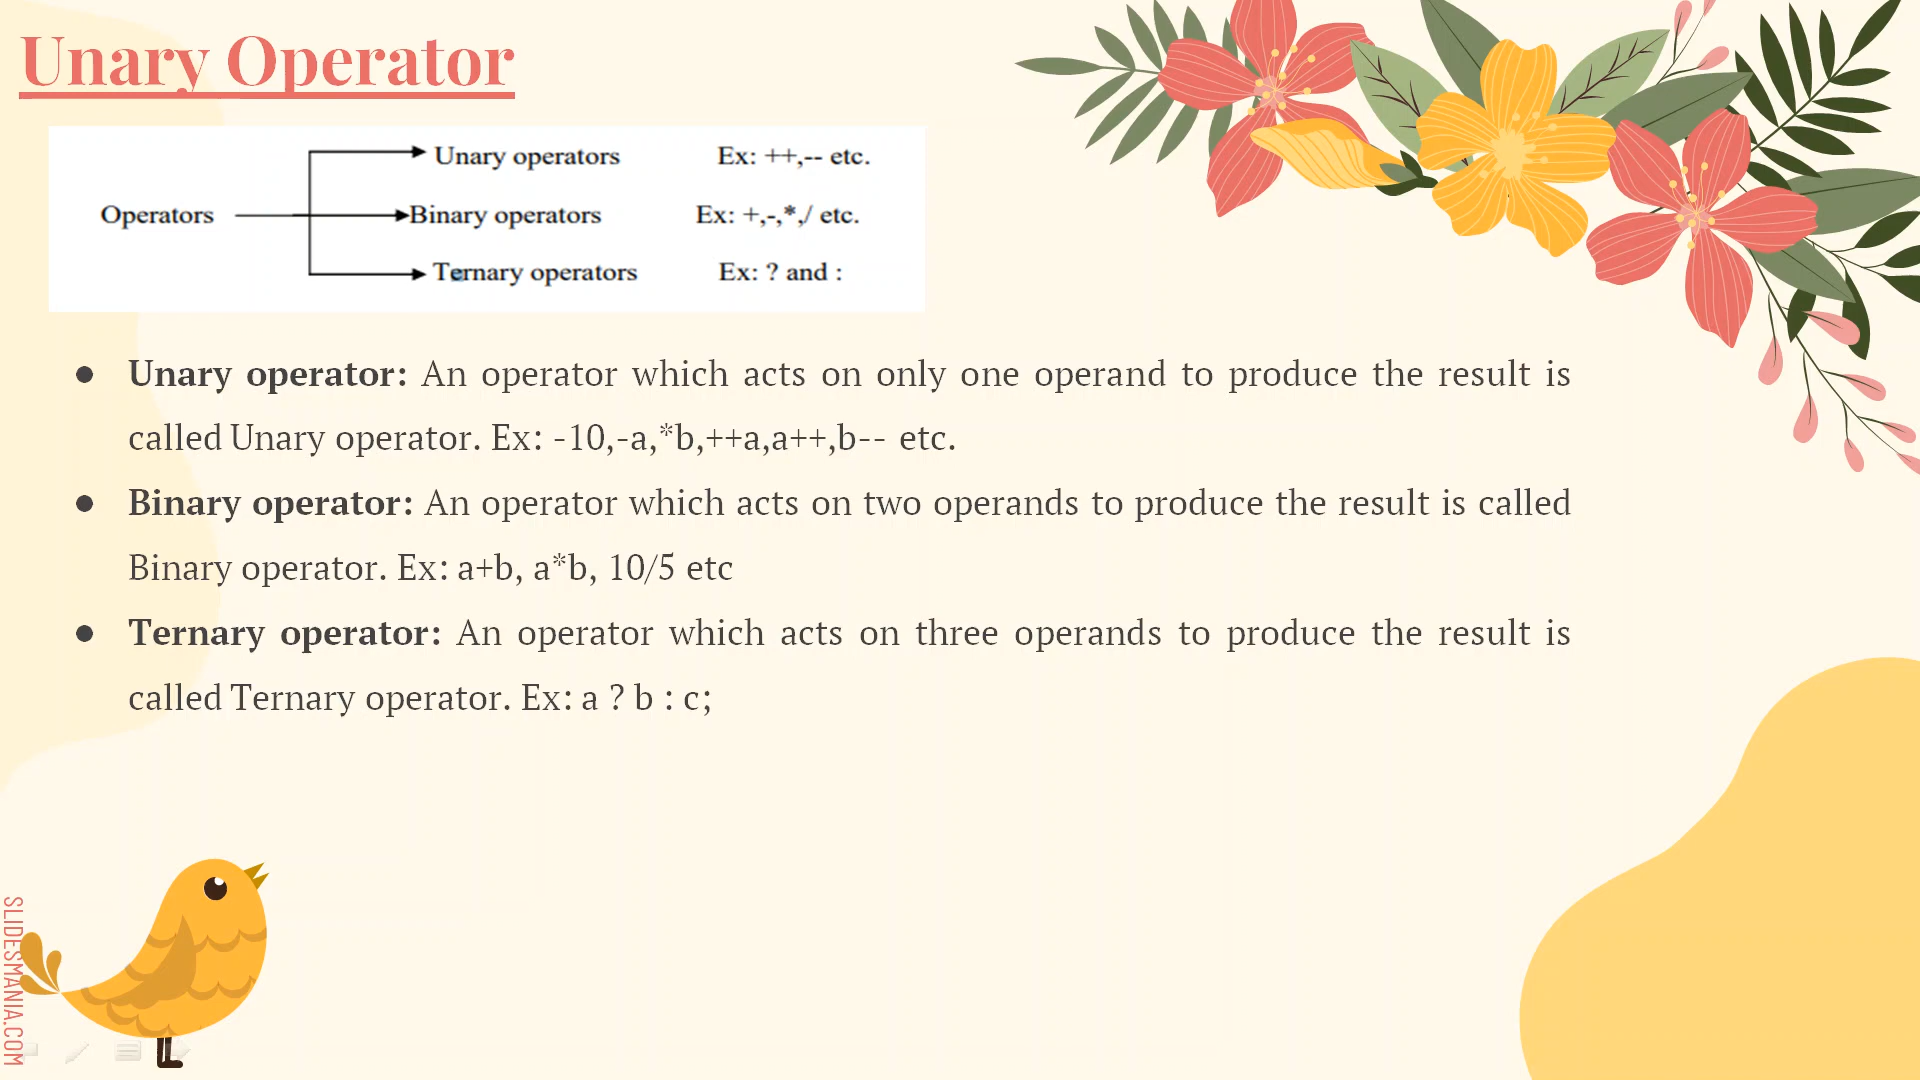 Unary Operator
Unary operators Ex: ++,-- etc.
Operators Binary operators Ex: +,-,*,/ etc.
Ternary operators Ex: ? and :
● Unary operator: An operator which acts on only one operand to produce the result is
called Unary operator. Ex: -10,-a,*b,++a,a++,b-- etc.
● Binary operator: An operator which acts on two operands to produce the result is called
Binary operator. Ex: a+b, a*b, 10/5 etc
● Ternary operator: An operator which acts on three operands to produce the result is
called Ternary operator. Ex: a ? b : c;
SLIDESMANIA.COM